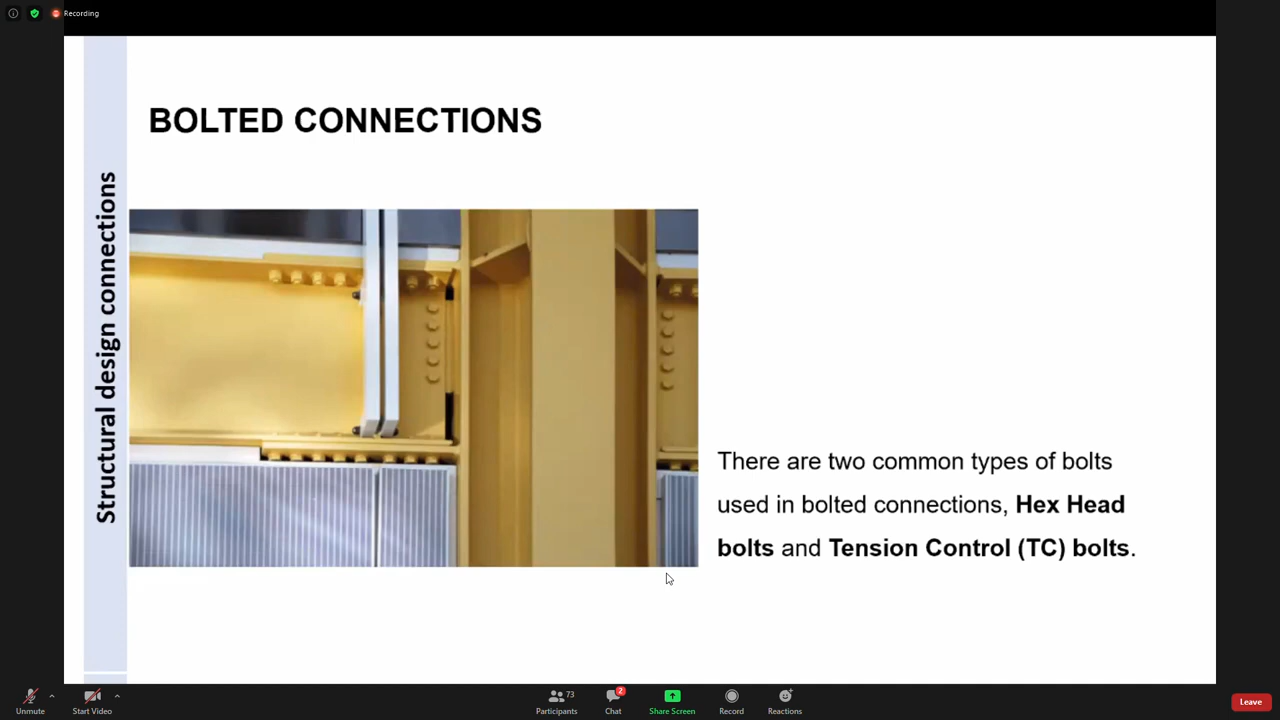 Recording
BOLTED CONNECTIONS
Structural design connections
There are two common types of bolts
used in bolted connections, Hex Head
bolts and Tension Control (TC) bolts.
Unmute
Start Video
73
Participants
2
Chat
Share Screen
Record
Reactions
Leave